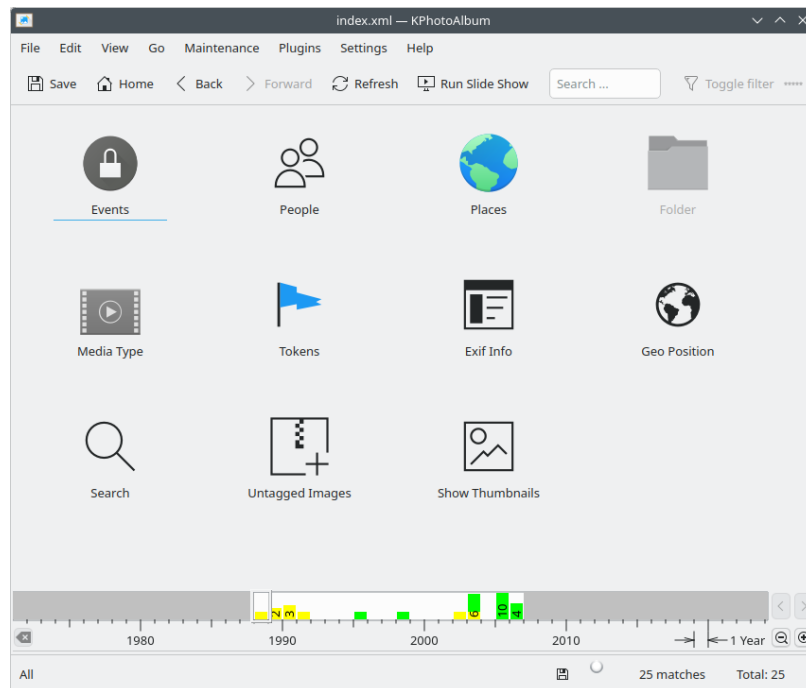 index.xml — KPhotoAlbum
File Edit View Go Maintenance Plugins Settings Help
Save Home Back Forward Refresh Run Slide Show Search ... Toggle filter
Events People Places Folder
Media Type Tokens Exif Info Geo Position
Search Untagged Images Show Thumbnails
2 3 6 10 4
1980 1990 2000 2010 1 Year
All 25 matches Total: 25